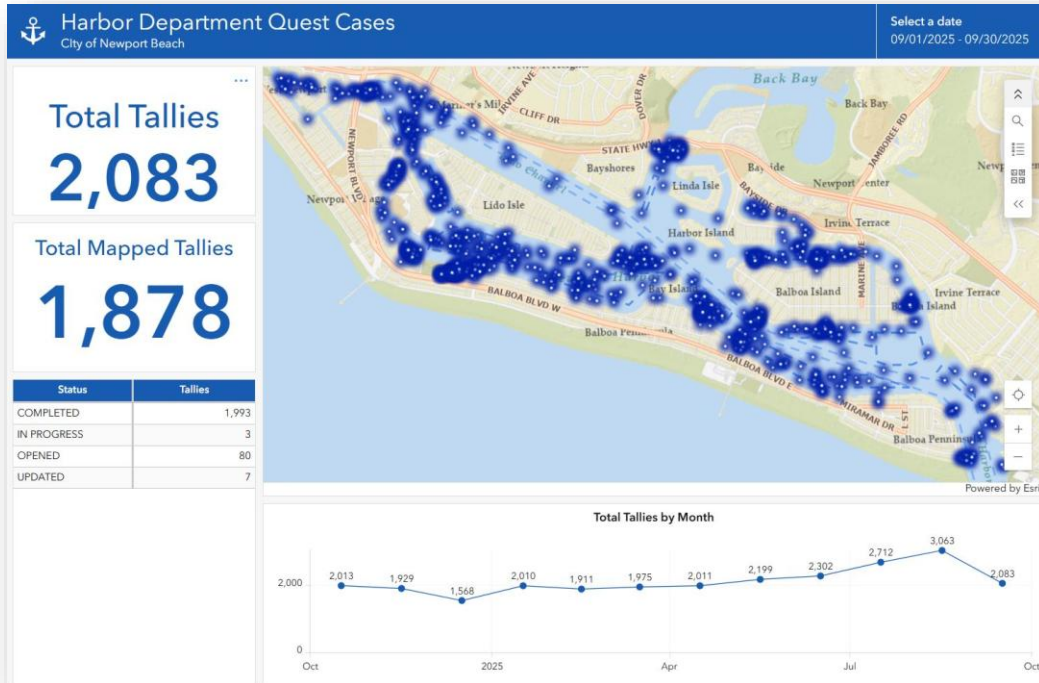 Harbor Department Quest Cases
City of Newport Beach
Select a date
09/01/2025 - 09/30/2025
Total Tallies
2,083
Total Mapped Tallies
1,878
Status Tallies
COMPLETED 1,993
IN PROGRESS 3
OPENED 80
UPDATED 7
Back Bay
Back Bay
IRVINE AVE
DOVER DR
CLIFF DR
STATE HWY
JAMBOREE RD
NEWPORT BLVD
Bayshores
Linda Isle
Newport Center
Lido Isle
Harbor Island
Irvine Terrace
Bay Island
Balboa Island
MARINE AVE
Irvine Terrace
BALBOA BLVD W
BALBOA BLVD E
MIRAMAR DR
L ST
Powered by Esri
Total Tallies by Month
2,013
1,929
1,568
2,010
1,911
1,975
2,011
2,199
2,302
2,712
3,063
2,083
2,000
0
Oct 2025 Apr Jul Oct